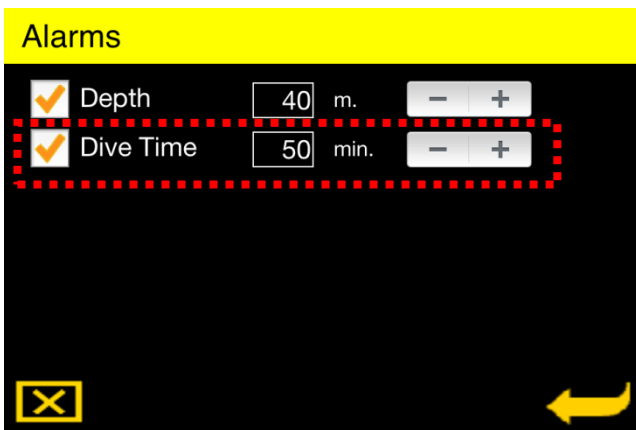 Alarms
Depth 40 m. − +
Dive Time 50 min. − +